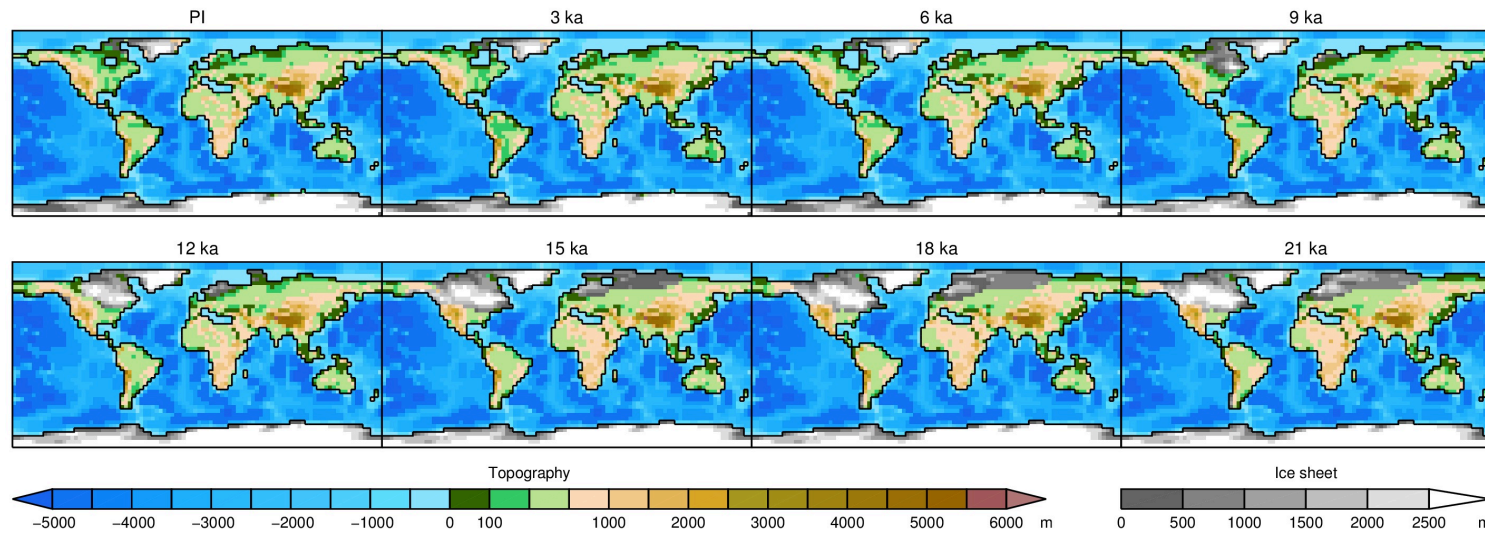 PI 3 ka 6 ka 9 ka
12 ka 15 ka 18 ka 21 ka
Topography Ice sheet
−5000 −4000 −3000 −2000 −1000 0 100 1000 2000 3000 4000 5000 6000 m 0 500 1000 1500 2000 2500